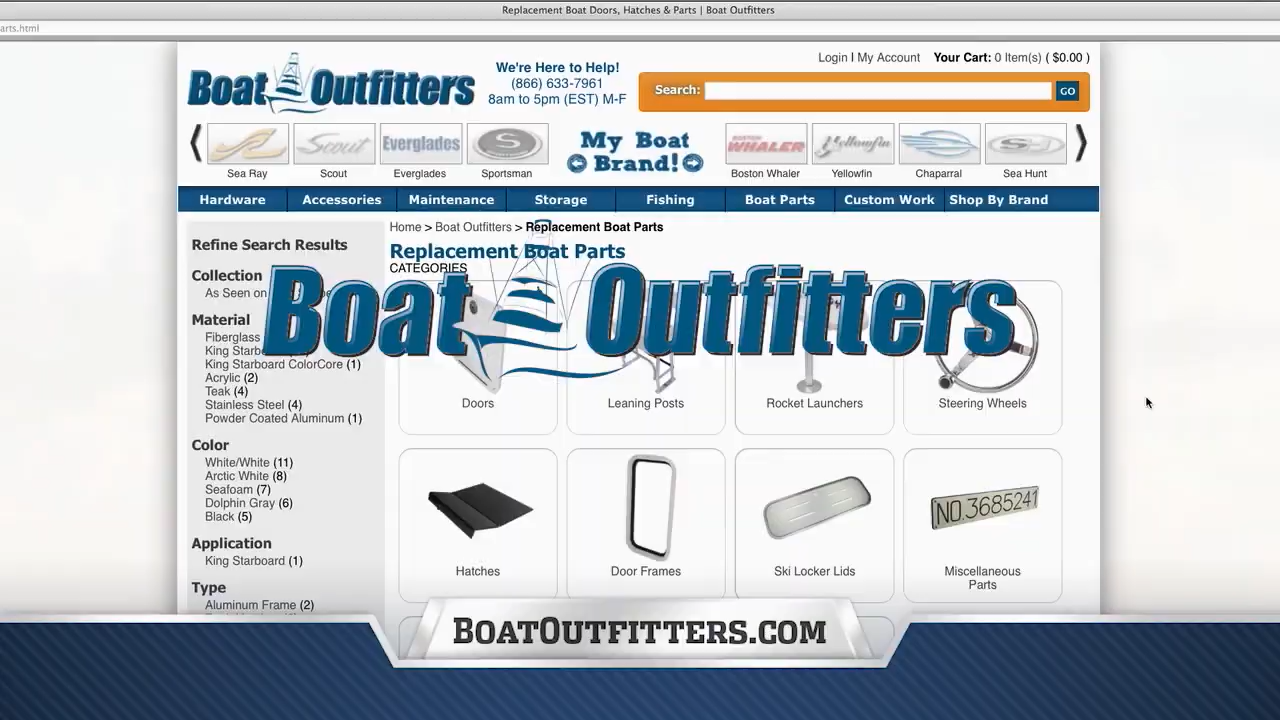 Replacement Boat Doors, Hatches & Parts | Boat Outfitters
arts.html
Login | My Account Your Cart: 0 Item(s) ( $0.00 )
Boat Outfitters
We're Here to Help!
(866) 633-7961
8am to 5pm (EST) M-F
Search:
GO
Scout
Everglades
S
My Boat
Brand!
BOSTON
WHALER
Yellowfin
Sea Ray
Scout
Everglades
Sportsman
Boston Whaler
Yellowfin
Chaparral
Sea Hunt
Hardware
Accessories
Maintenance
Storage
Fishing
Boat Parts
Custom Work
Shop By Brand
Home > Boat Outfitters > Replacement Boat Parts
Replacement Boat Parts
CATEGORIES
Refine Search Results
Collection
As Seen on
Material
Fiberglass
King
King Starboard ColorCore (1)
Acrylic (2)
Teak (4)
Stainless Steel (4)
Powder Coated Aluminum (1)
Color
White/White (11)
Arctic White (8)
Seafoam (7)
Dolphin Gray (6)
Black (5)
Application
King Starboard (1)
Type
Aluminum Frame (2)
Boat Outfitters
Doors
Leaning Posts
Rocket Launchers
Steering Wheels
NO.3685241
Hatches
Door Frames
Ski Locker Lids
Miscellaneous
Parts
BOATOUTFITTERS.COM